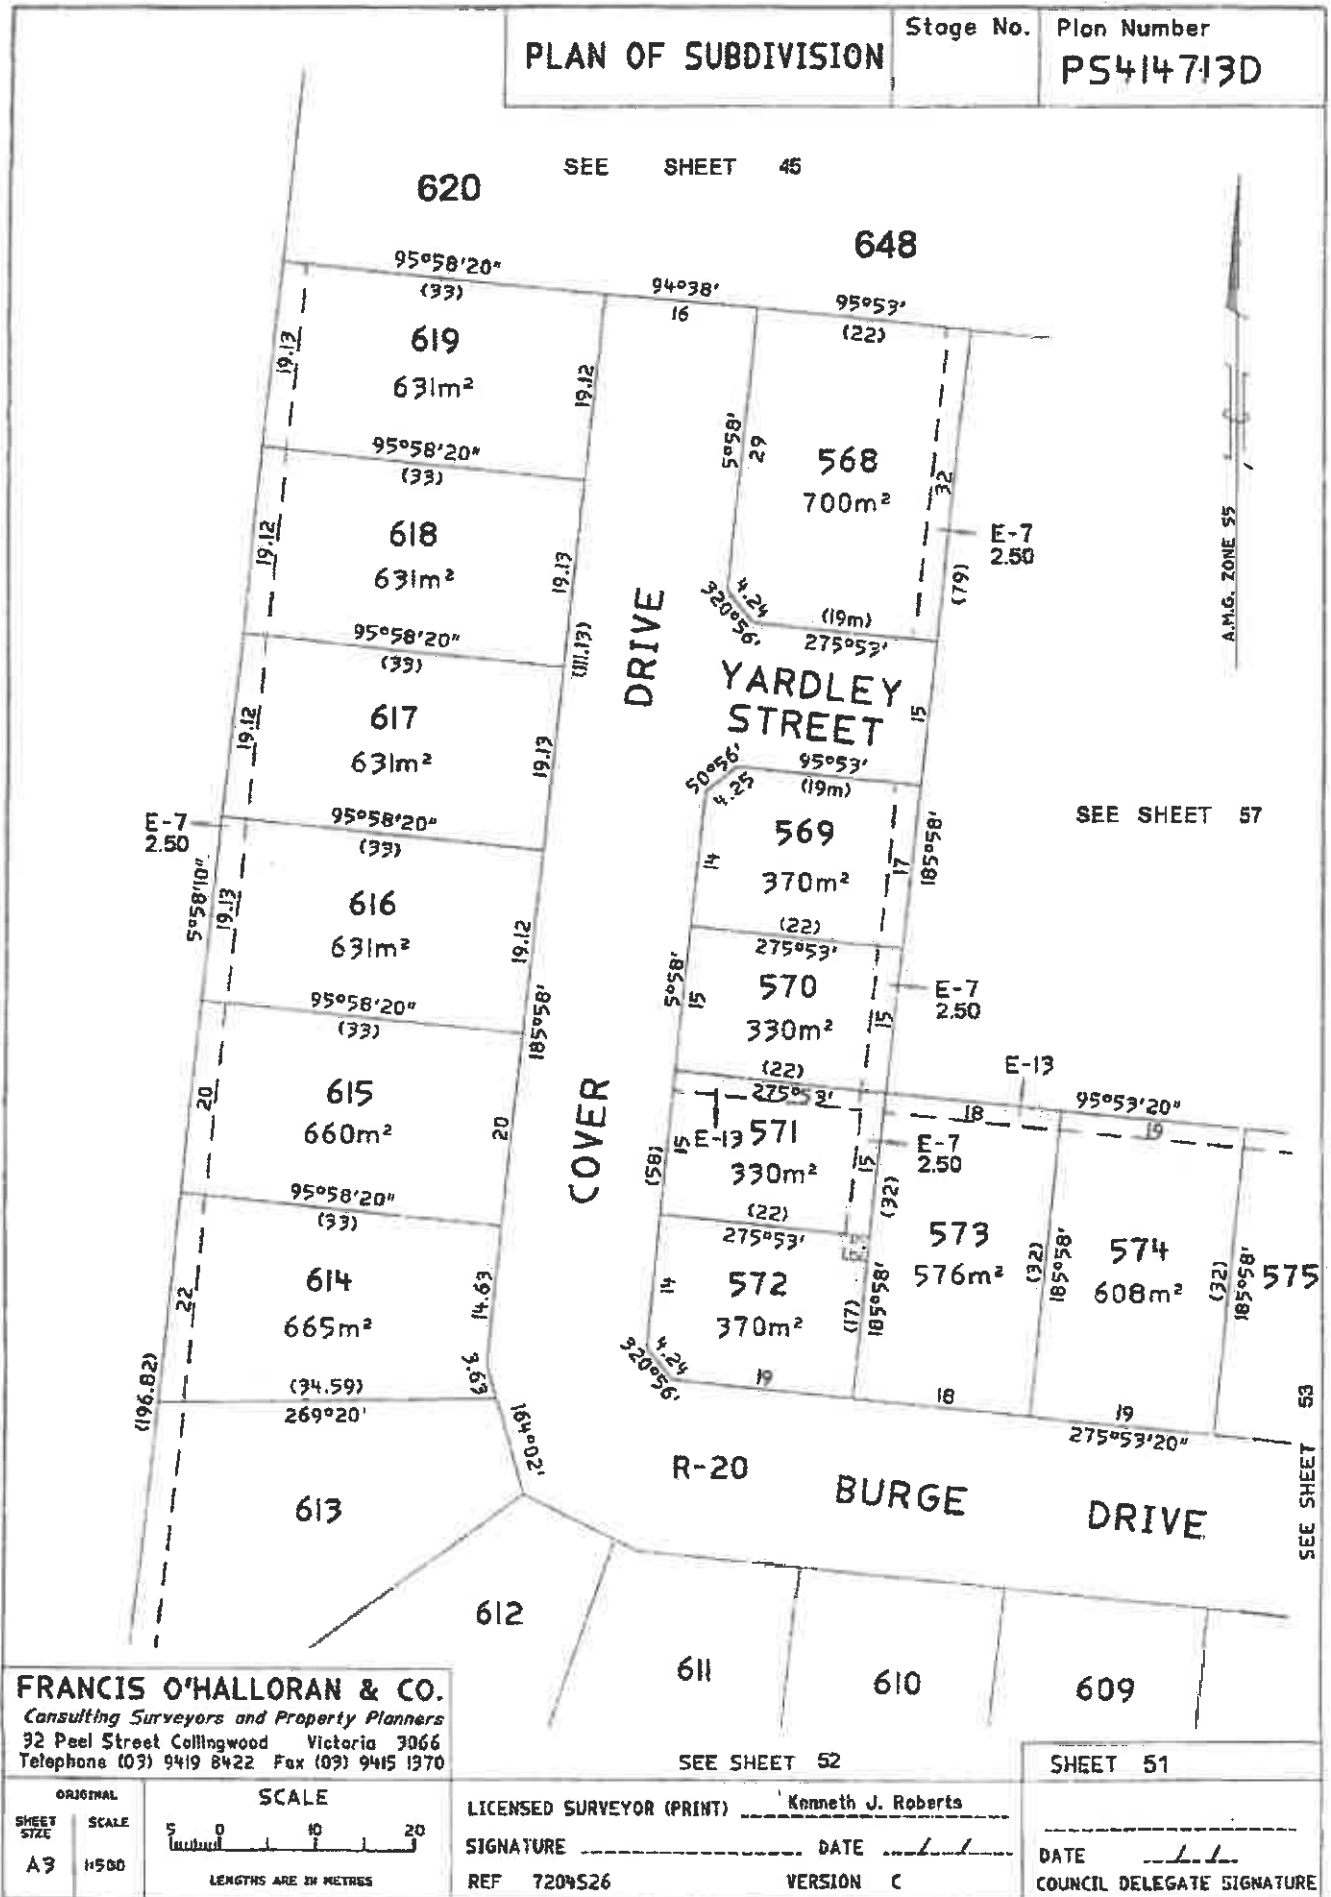 PLAN OF SUBDIVISION
Stage No.
Plan Number
PS414713D
SEE SHEET 45
620
648
95°58'20"
(33)
94°38'
16
95°53'
(22)
19.13
619
631m²
19.12
5°58'
29
568
700m²
32
E-7
2.50
(79)
A.M.G. ZONE 55
95°58'20"
(33)
19.12
618
631m²
19.13
(111.13)
DRIVE
4.24
320°56'
(19m)
275°53'
95°58'20"
(33)
19.12
617
631m²
19.13
YARDLEY
STREET
15
50°56'
4.25
95°53'
(19m)
SEE SHEET 57
E-7
2.50
95°58'20"
(33)
5°58'10"
19.13
616
631m²
19.12
14
569
370m²
17
185°58'
(22)
275°53'
5°58'
15
570
330m²
15
E-7
2.50
95°58'20"
(33)
185°58'
20
615
660m²
20
COVER
(22)
275°53'
E-13
18
95°53'20"
19
E-13
571
330m²
15
(58)
15
E-7
2.50
(32)
95°58'20"
(33)
(22)
275°53'
22
614
665m²
14.63
14
572
370m²
(17)
185°58'
573
576m²
(32)
185°58'
574
608m²
(32)
185°58'
575
(196.82)
(34.59)
269°20'
3.63
164°02'
4.24
320°56'
19
18
19
275°53'20"
SEE SHEET 53
613
R-20
BURGE DRIVE
612
611
610
609
FRANCIS O'HALLORAN & CO.
Consulting Surveyors and Property Planners
32 Peel Street Collingwood Victoria 3066
Telephone (03) 9419 8422 Fax (03) 9415 1370
SEE SHEET 52
SHEET 51
ORIGINAL
SHEET SIZE
SCALE
A3
1:500
SCALE
5 0 10 20
LENGTHS ARE IN METRES
LICENSED SURVEYOR (PRINT) Kenneth J. Roberts
SIGNATURE DATE / /
REF 7204S26 VERSION C
DATE / /
COUNCIL DELEGATE SIGNATURE